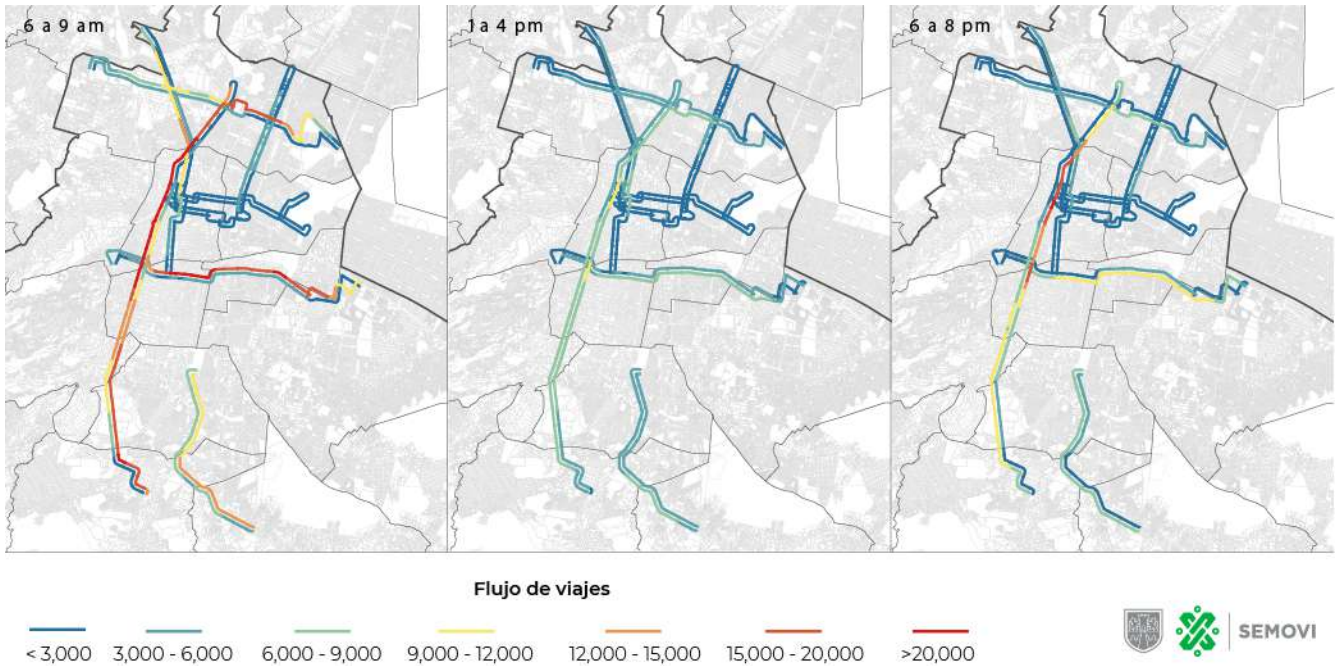 6 a 9 am
1 a 4 pm
6 a 8 pm
Flujo de viajes
< 3,000
3,000 - 6,000
6,000 - 9,000
9,000 - 12,000
12,000 - 15,000
15,000 - 20,000
>20,000
SEMOVI